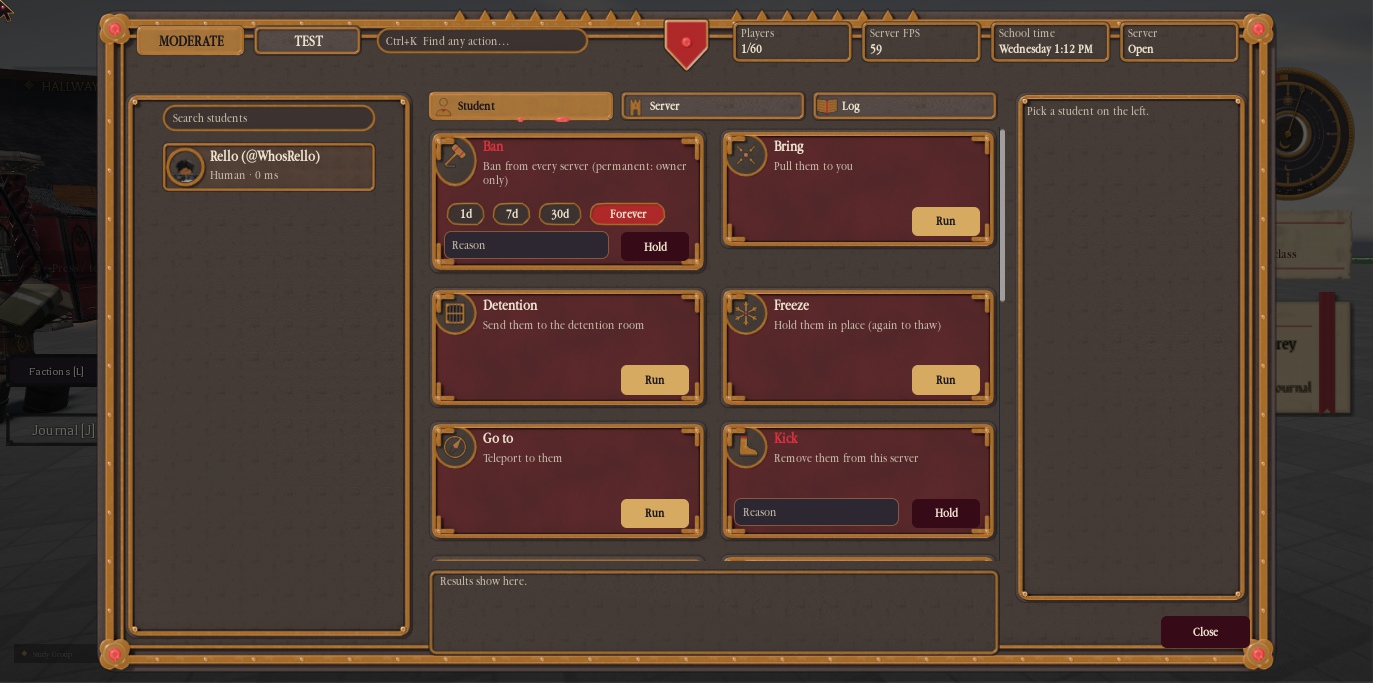 MODERATE
TEST
Ctrl+K Find any action...
Players
1/60
Server FPS
59
School time
Wednesday 1:12 PM
Server
Open
HALLWAY
Search students
Rello (@WhosRello)
Human · 0 ms
Student
Server
Log
Pick a student on the left.
Ban
Ban from every server (permanent: owner
only)
1d
7d
30d
Forever
Reason
Hold
Bring
Pull them to you
Run
Detention
Send them to the detention room
Run
Freeze
Hold them in place (again to thaw)
Run
Go to
Teleport to them
Run
Kick
Remove them from this server
Reason
Hold
Results show here.
Close
Factions [L]
Journal [J]
Study Group
class
rey
ournal